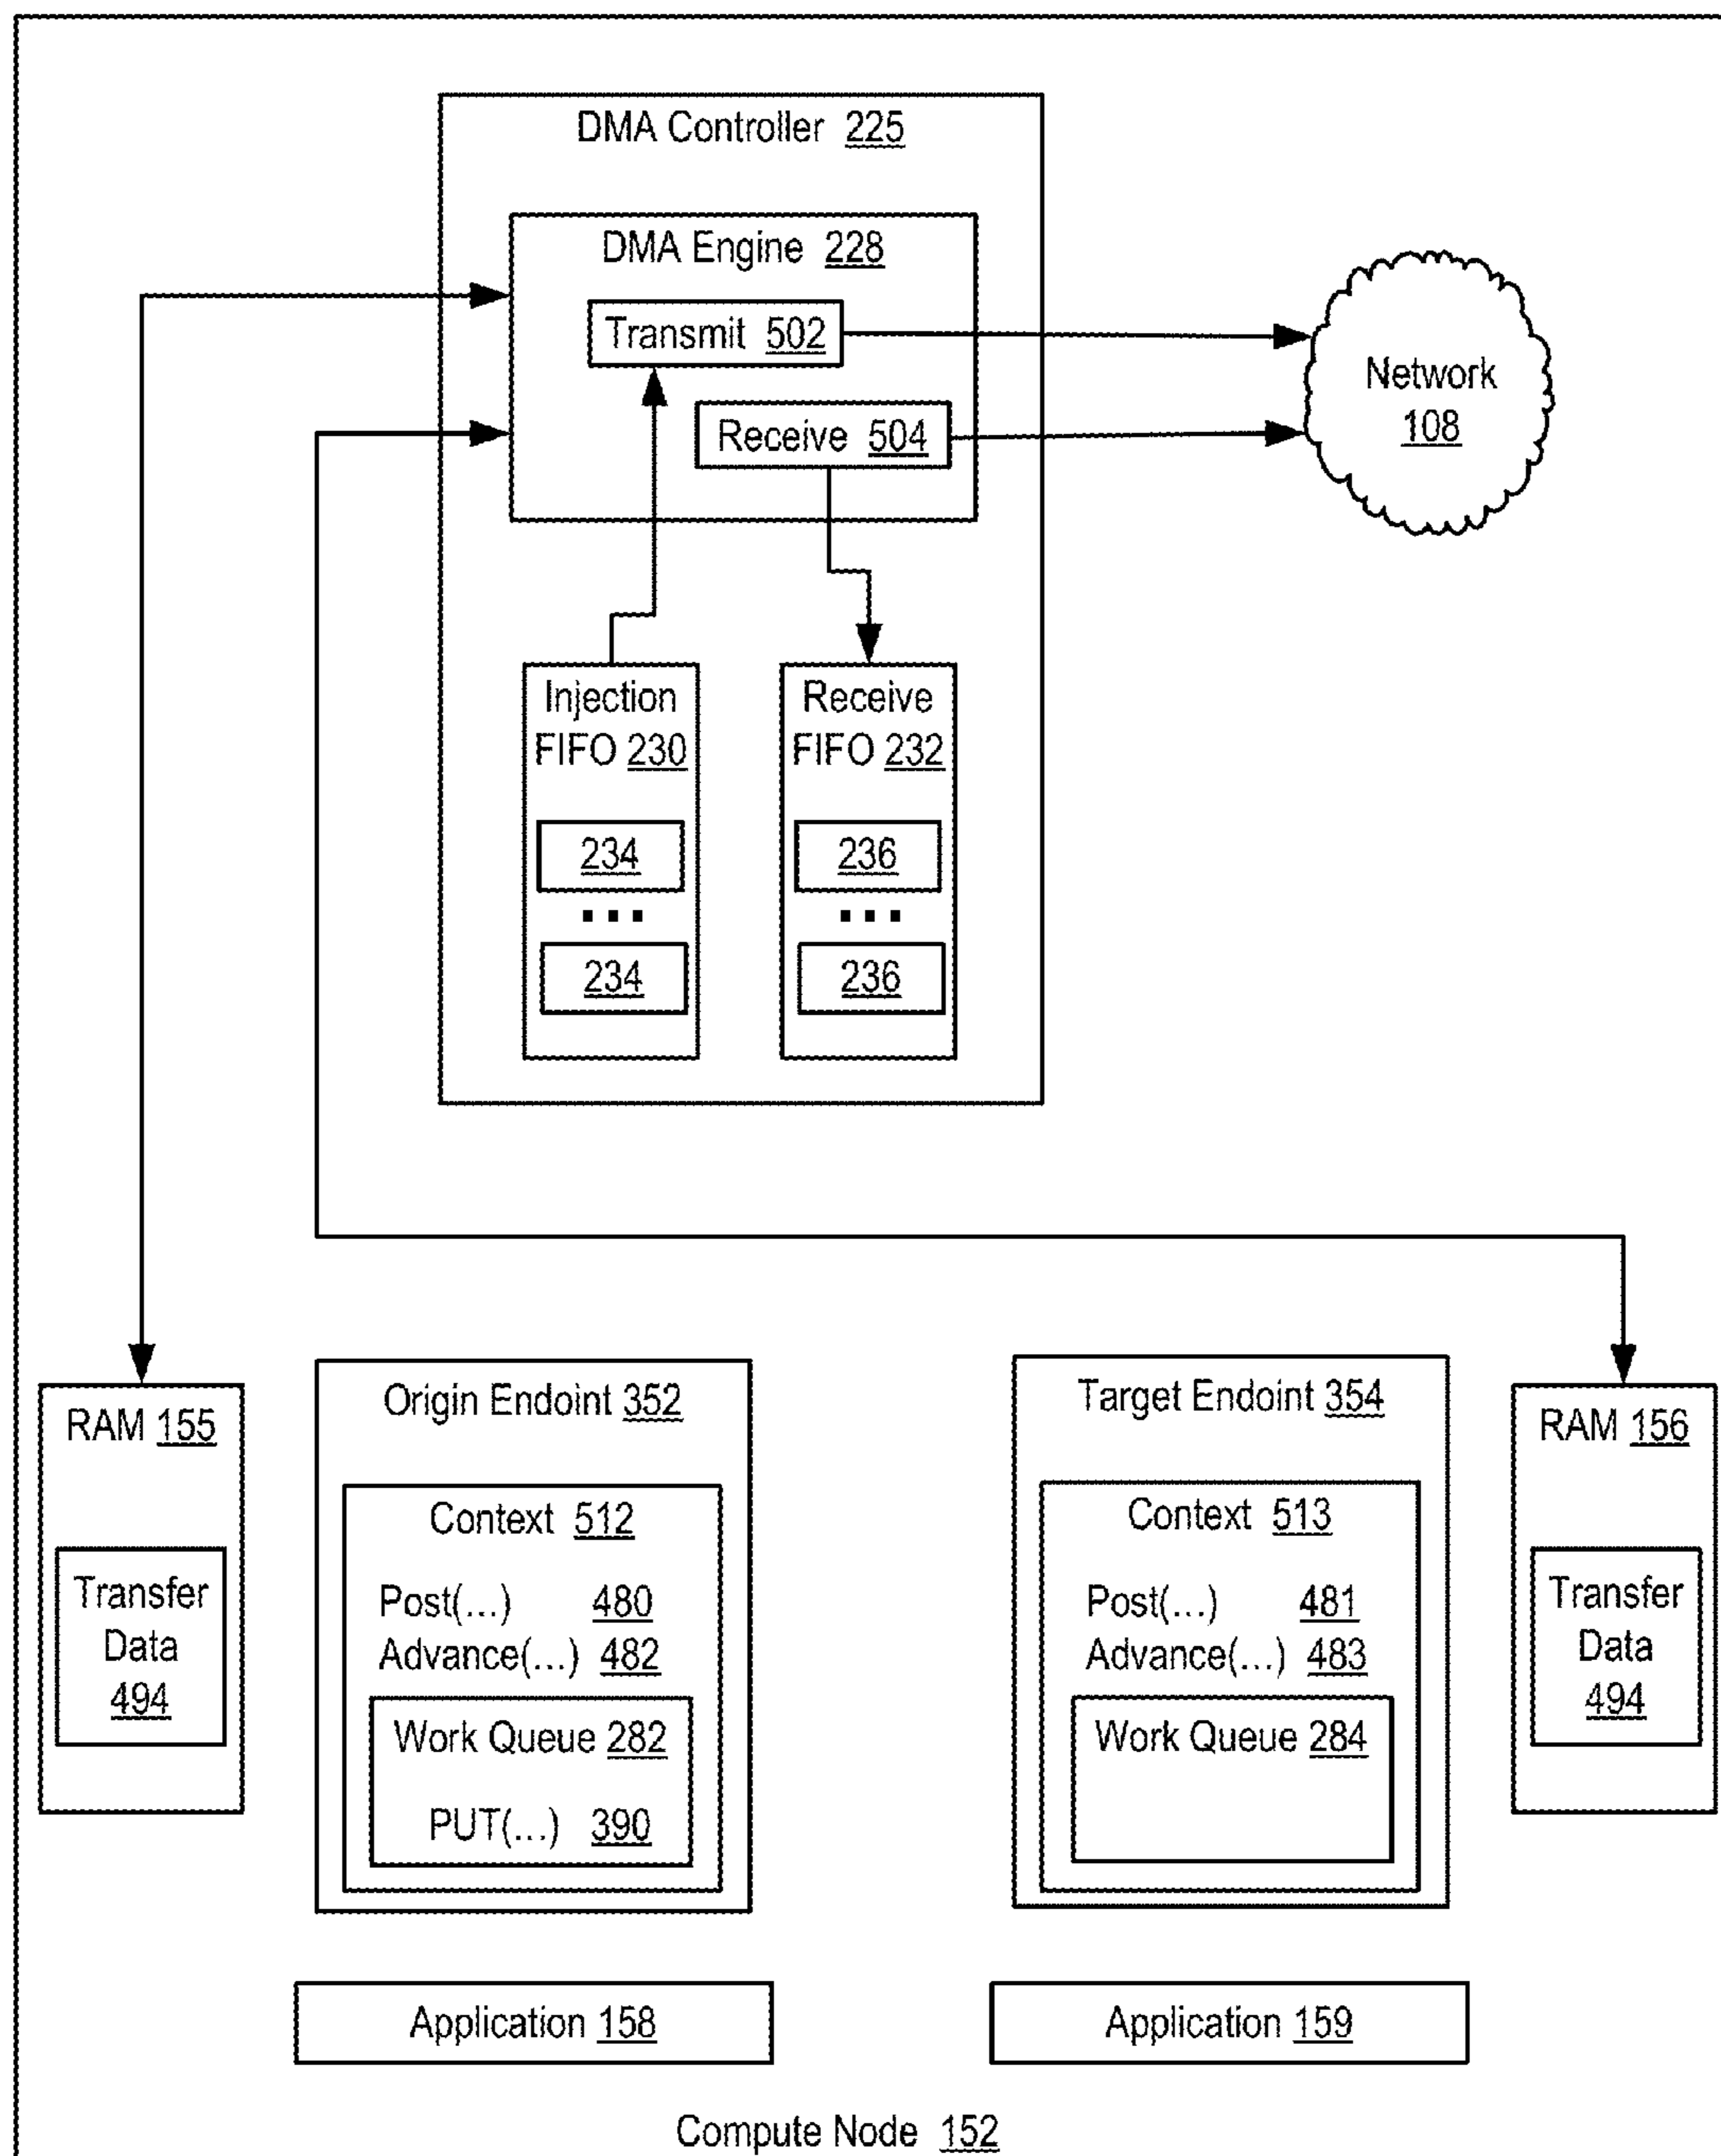 DMA Controller 225
DMA Engine 228
Transmit 502
Receive 504
Network
108
Injection
FIFO 230
234
...
234
Receive
FIFO 232
236
...
236
RAM 155
Transfer
Data
494
Origin Endoint 352
Context 512
Post(...) 480
Advance(...) 482
Work Queue 282
PUT(...) 390
Target Endoint 354
Context 513
Post(...) 481
Advance(...) 483
Work Queue 284
RAM 156
Transfer
Data
494
Application 158
Application 159
Compute Node 152